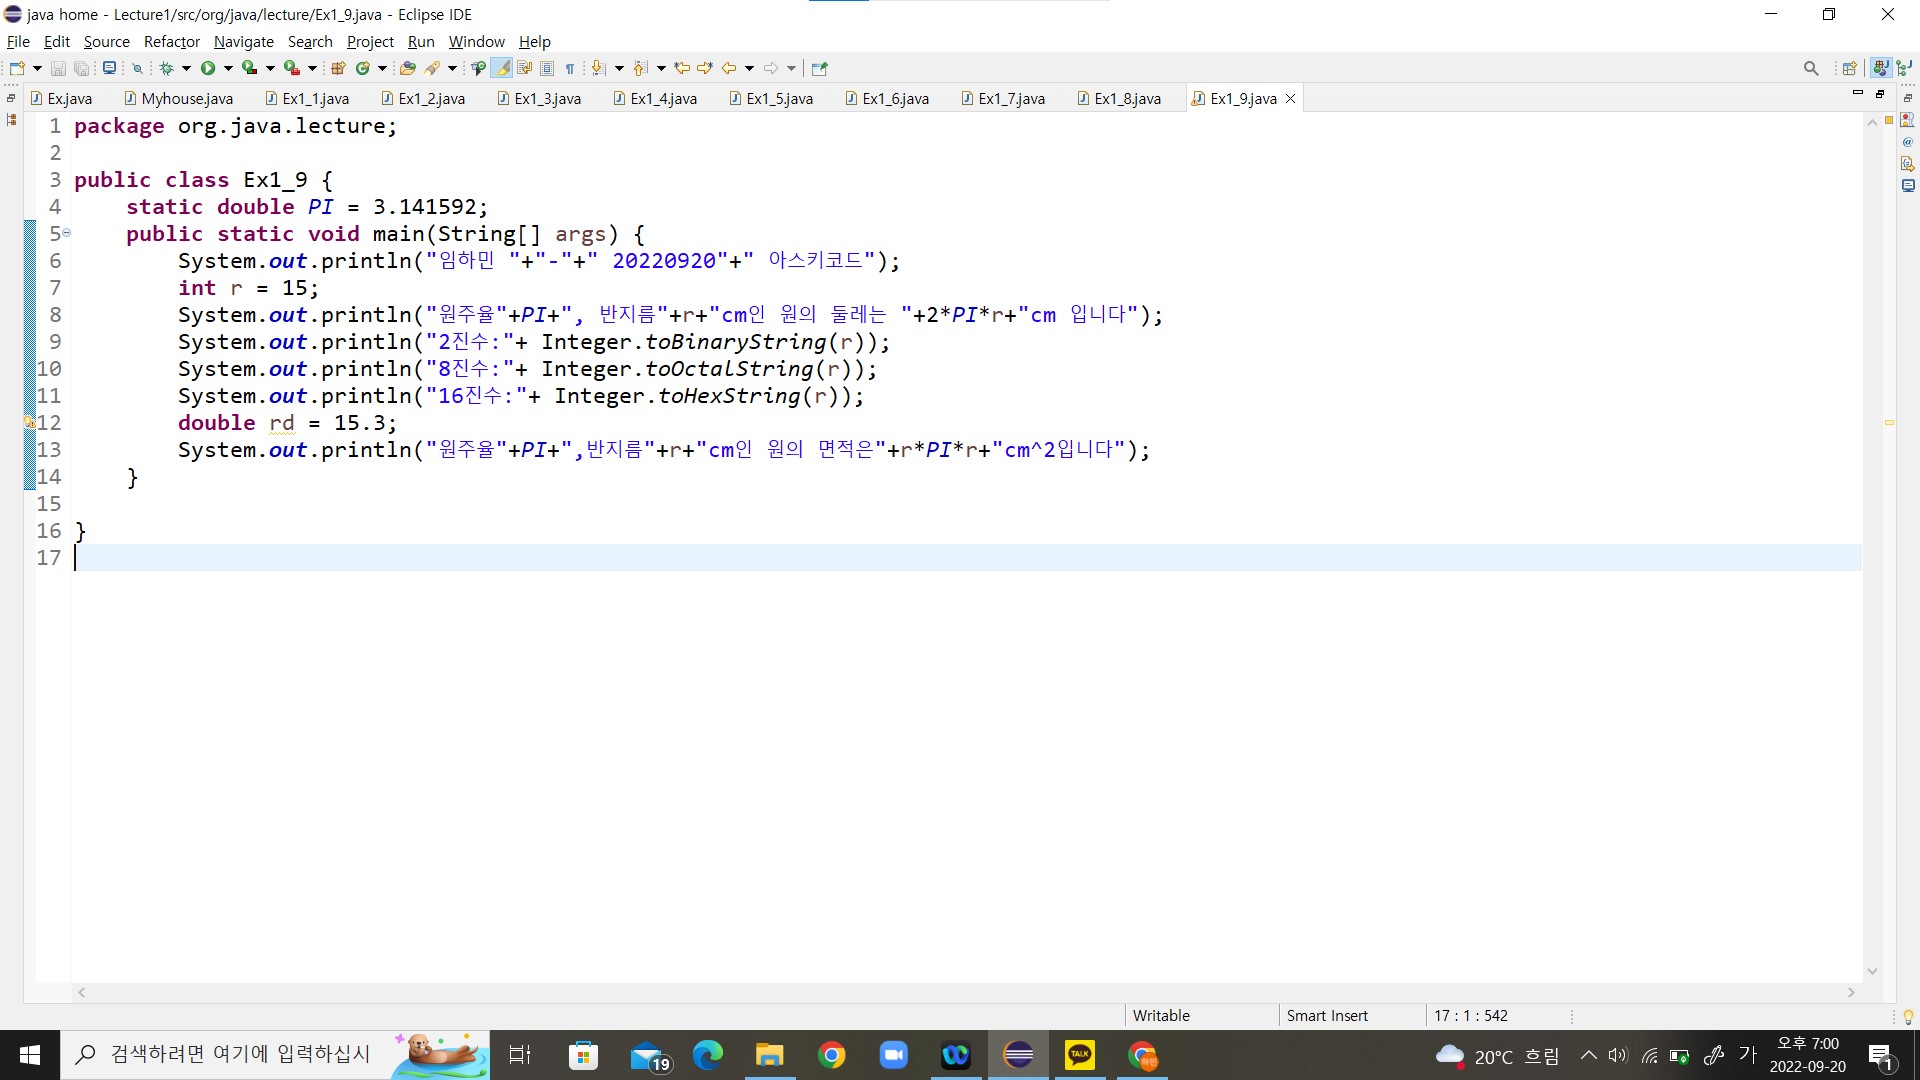 java home - Lecture1/src/org/java/lecture/Ex1_9.java - Eclipse IDE
File Edit Source Refactor Navigate Search Project Run Window Help
Ex.java Myhouse.java Ex1_1.java Ex1_2.java Ex1_3.java Ex1_4.java Ex1_5.java Ex1_6.java Ex1_7.java Ex1_8.java Ex1_9.java
1 package org.java.lecture;
2
3 public class Ex1_9 {
4 static double PI = 3.141592;
5 public static void main(String[] args) {
6 System.out.println("임하민 "+"-"+" 20220920"+" 아스키코드");
7 int r = 15;
8 System.out.println("원주율"+PI+", 반지름"+r+"cm인 원의 둘레는 "+2*PI*r+"cm 입니다");
9 System.out.println("2진수:"+ Integer.toBinaryString(r));
10 System.out.println("8진수:"+ Integer.toOctalString(r));
11 System.out.println("16진수:"+ Integer.toHexString(r));
12 double rd = 15.3;
13 System.out.println("원주율"+PI+",반지름"+r+"cm인 원의 면적은"+r*PI*r+"cm^2입니다");
14 }
15
16 }
17
Writable Smart Insert 17 : 1 : 542
검색하려면 여기에 입력하십시 19 TALK 20°C 흐림 가 오후 7:00
2022-09-20 1